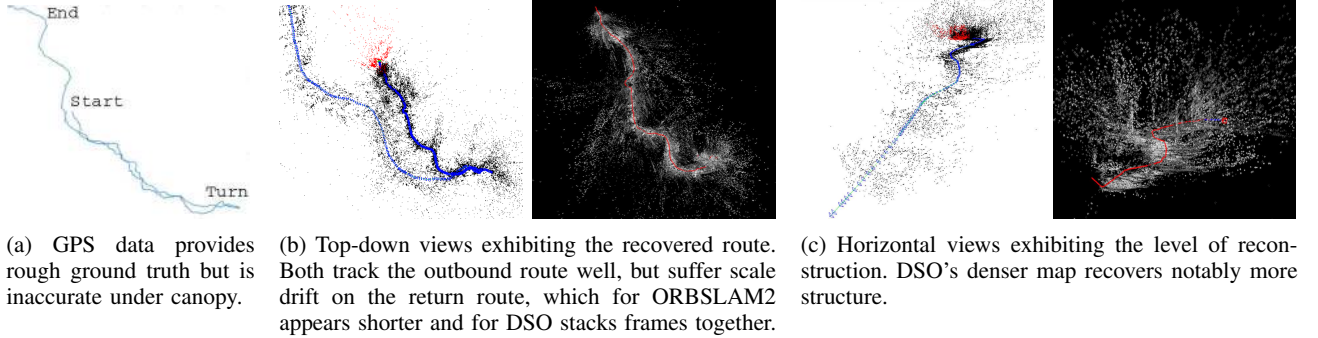 End
Start
Turn
(a) GPS data provides
rough ground truth but is
inaccurate under canopy.
(b) Top-down views exhibiting the recovered route.
Both track the outbound route well, but suffer scale
drift on the return route, which for ORBSLAM2
appears shorter and for DSO stacks frames together.
(c) Horizontal views exhibiting the level of recon-
struction. DSO's denser map recovers notably more
structure.